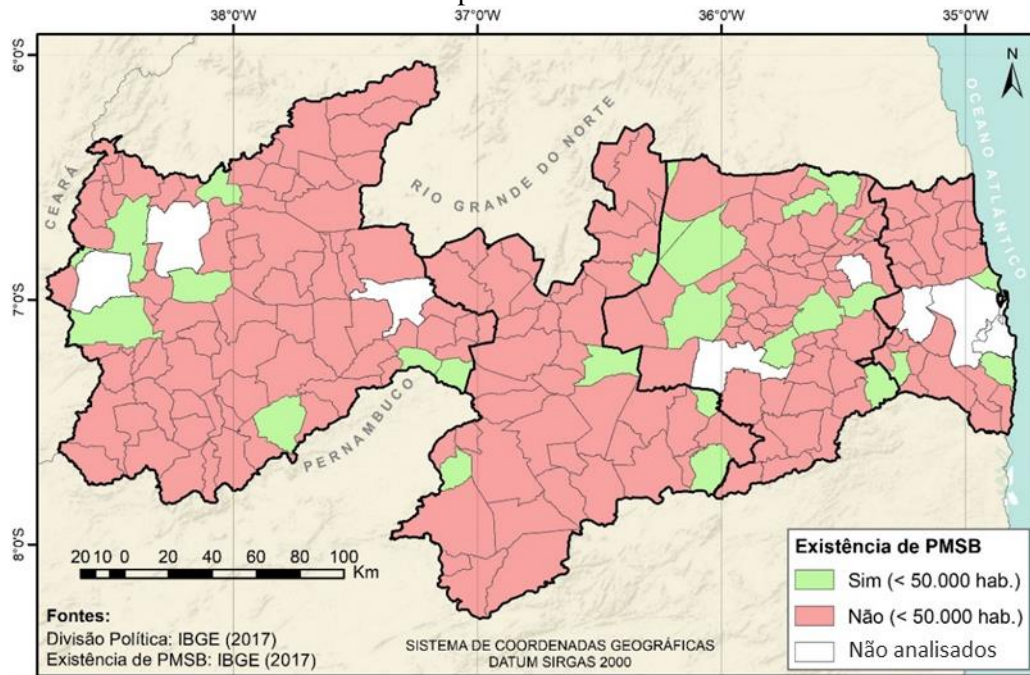 38°0'W 37°0'W 36°0'W 35°0'W
6°0'S
N
OCEANO ATLÂNTICO
CEARÁ
RIO GRANDE DO NORTE
7°0'S
PERNAMBUCO
8°0'S
20 10 0 20 40 60 80 100
Km
Fontes:
Divisão Política: IBGE (2017)
Existência de PMSB: IBGE (2017)
SISTEMA DE COORDENADAS GEOGRÁFICAS
DATUM SIRGAS 2000
Existência de PMSB
Sim (< 50.000 hab.)
Não (< 50.000 hab.)
Não analisados